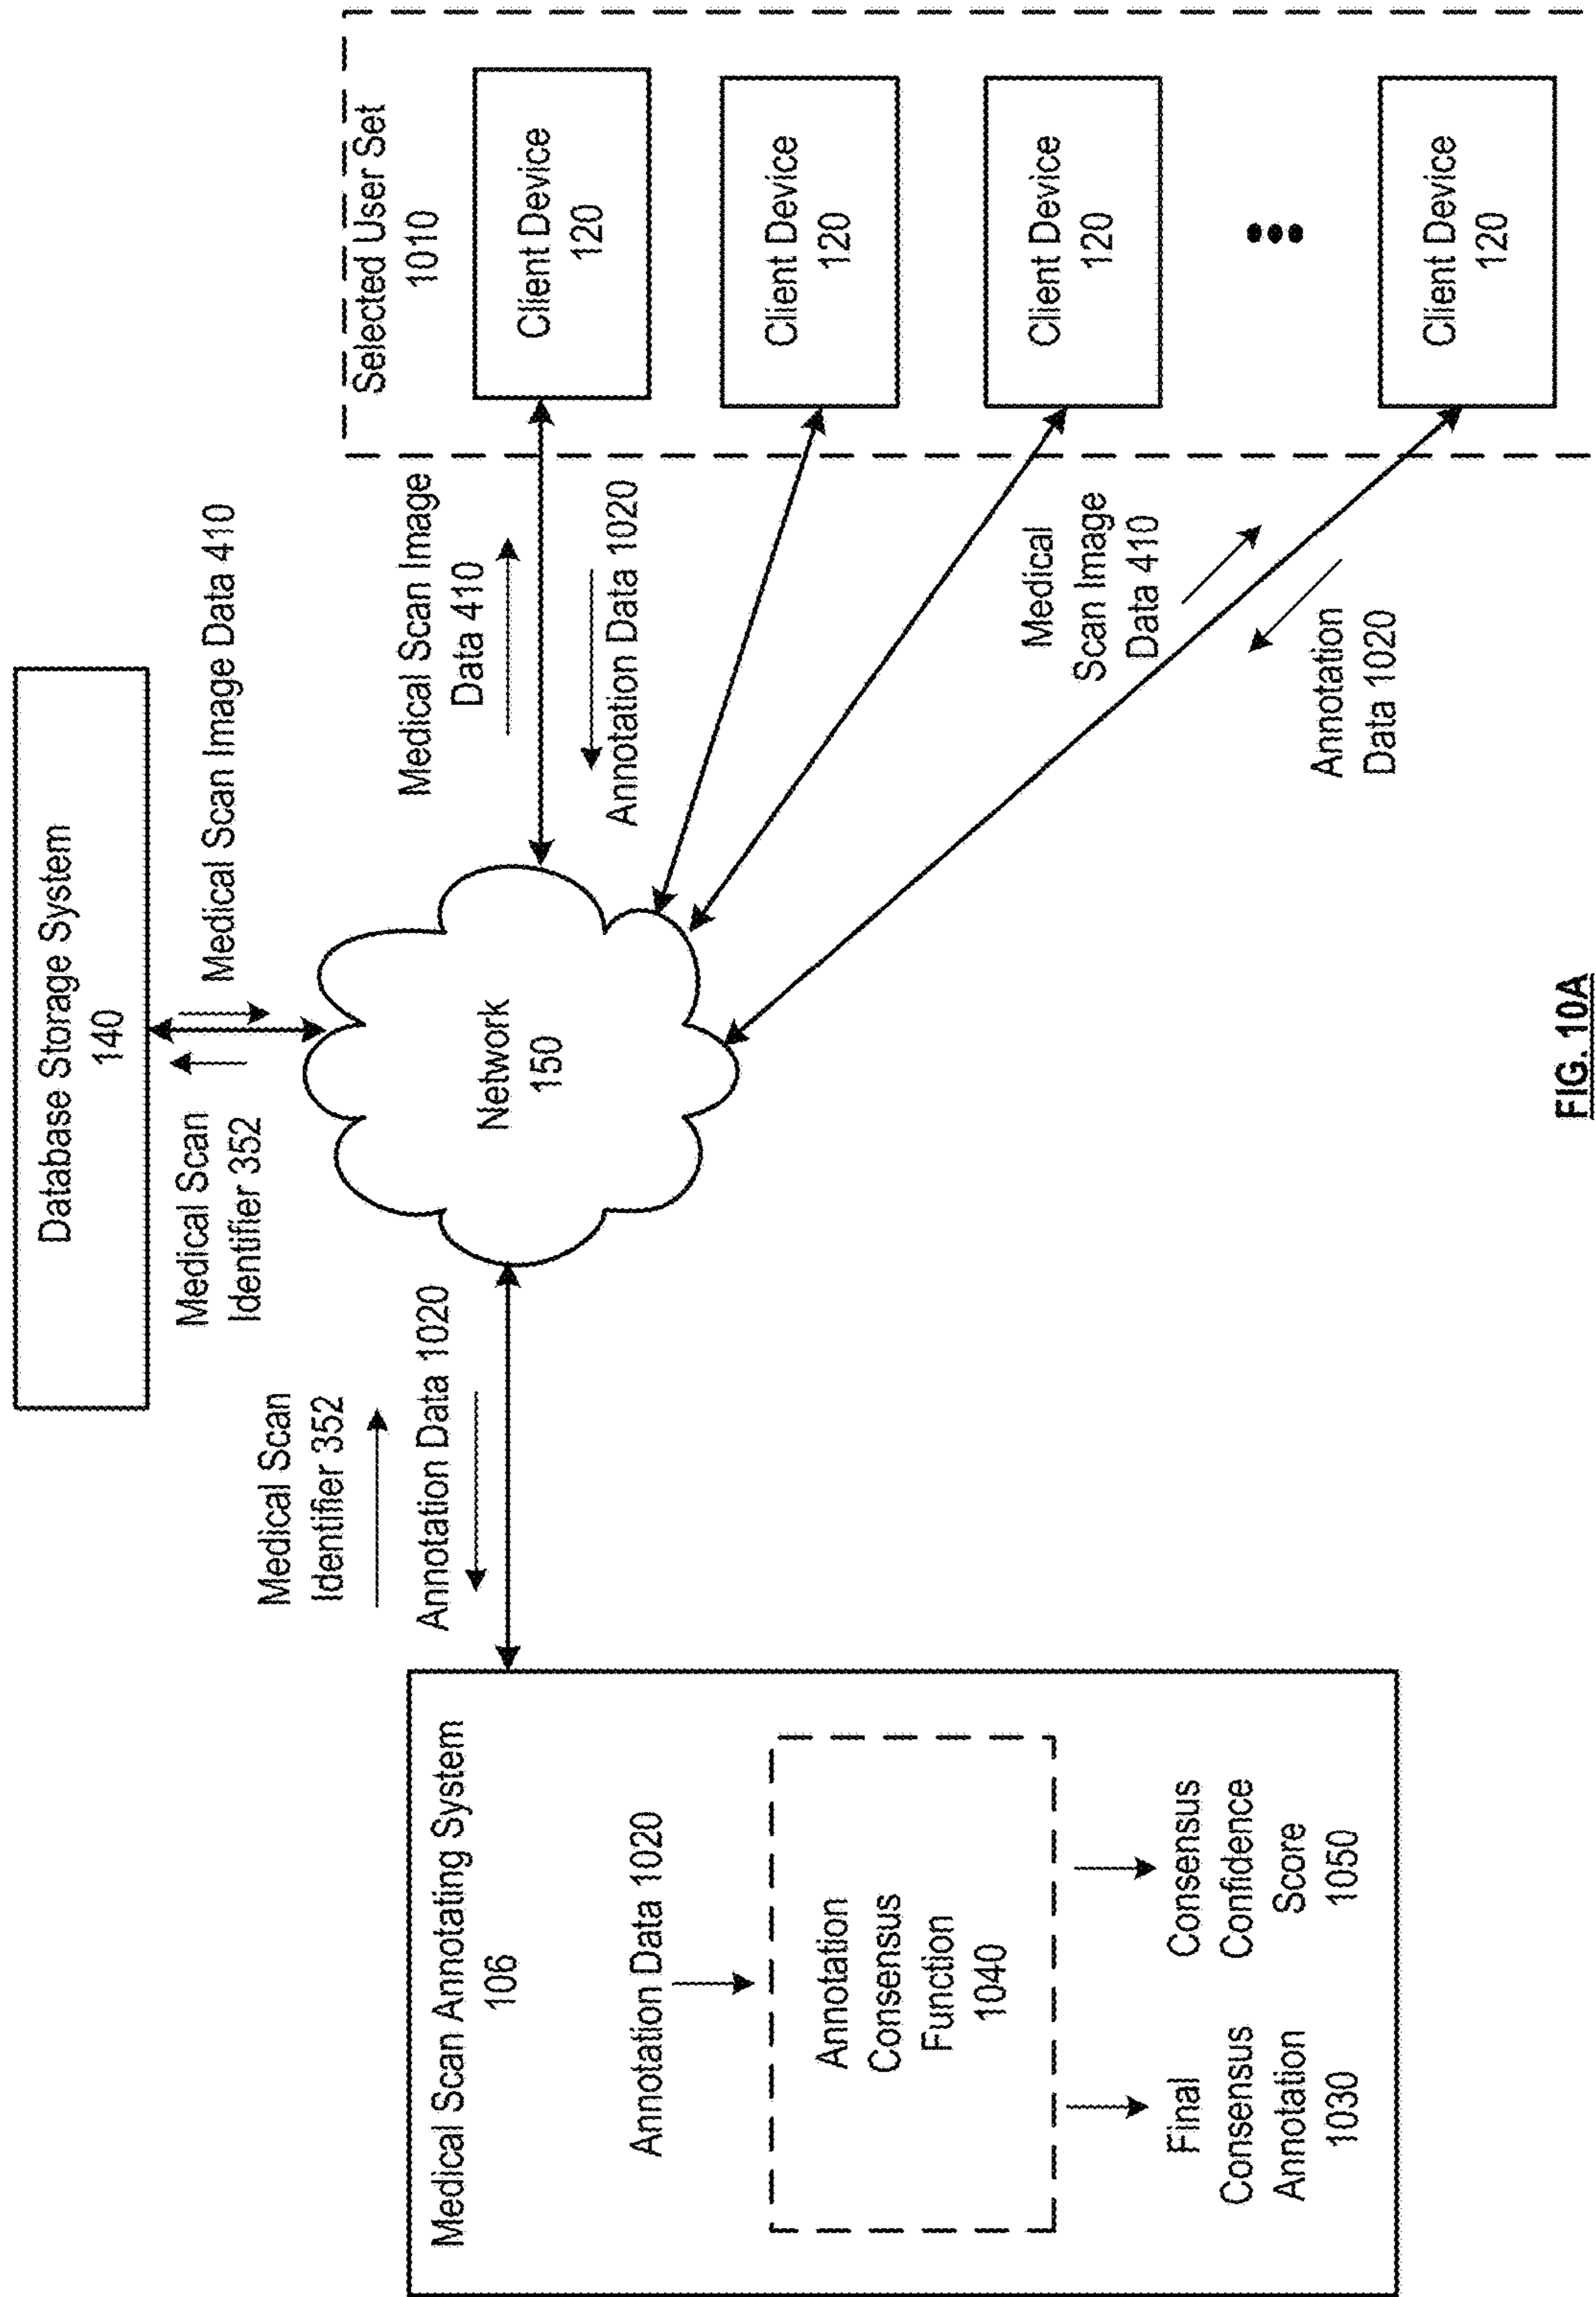 Database Storage System
140
Medical Scan
Identifier 352
Medical Scan Image Data 410
Medical Scan
Identifier 352
Annotation Data 1020
Network
150
Medical Scan Image
Data 410
Annotation Data 1020
Medical
Scan Image
Data 410
Annotation
Data 1020
Selected User Set
1010
Client Device
120
Client Device
120
Client Device
120
Client Device
120
Medical Scan Annotating System
106
Annotation Data 1020
Annotation
Consensus
Function
1040
Final
Consensus
Annotation
1030
Consensus
Confidence
Score
1050
FIG. 10A